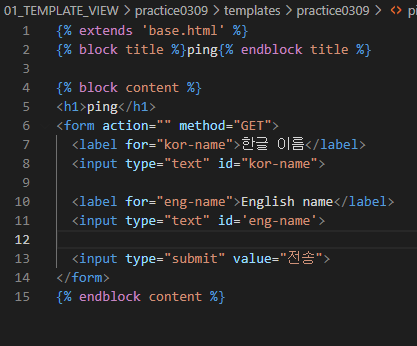 01_TEMPLATE_VIEW > practice0309 > templates > practice0309 > <>
1 {% extends 'base.html' %}
2 {% block title %}ping{% endblock title %}
3
4 {% block content %}
5 <h1>ping</h1>
6 <form action="" methot="GET">
7 <label for="kor-name">한글 이름</label>
8 <input type="text" id="kor-name">
9
10 <label for="eng-name">English name</label>
11 <input type="text" id='eng-name'>
12
13 <input type="submit" value="전송">
14 </form>
15 {% endblock content %}